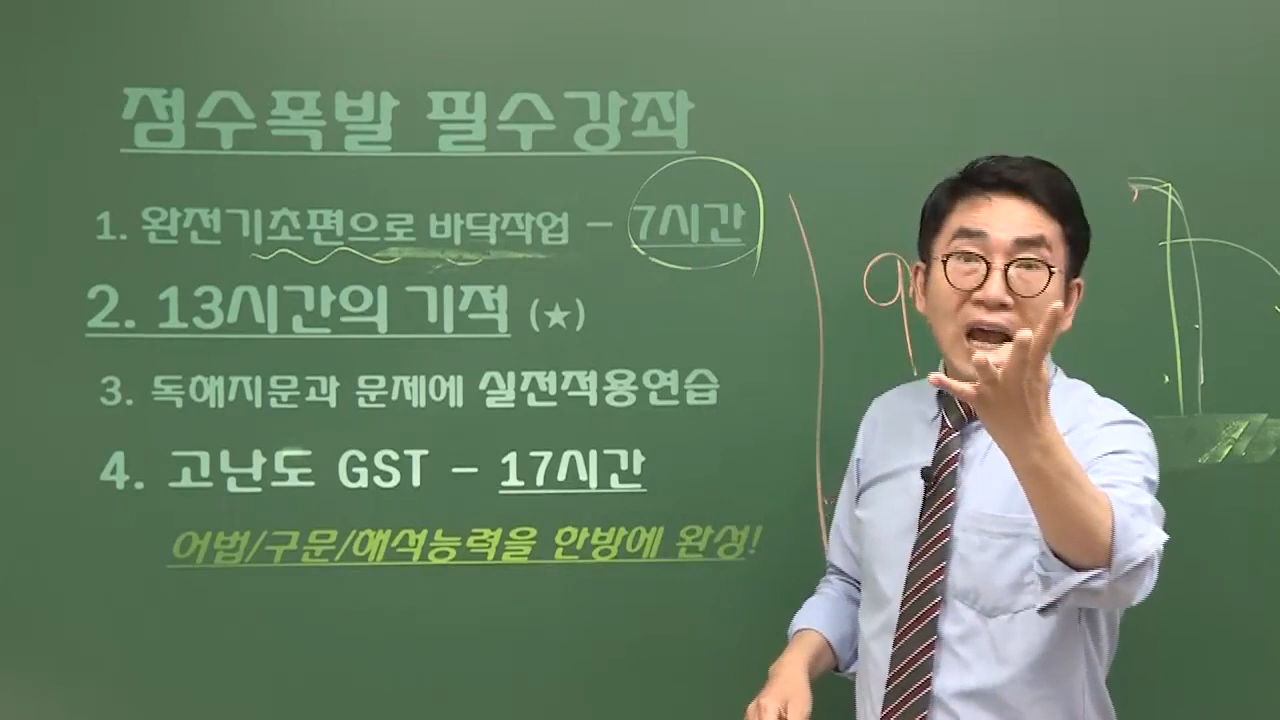 점수폭발 필수강좌
1. 완전기초편으로 바닥작업 - 7시간
2. 13시간의 기적 (★)
3. 독해지문과 문제에 실전적용연습
4. 고난도 GST - 17시간
어법/구문/해석능력을 한방에 완성!